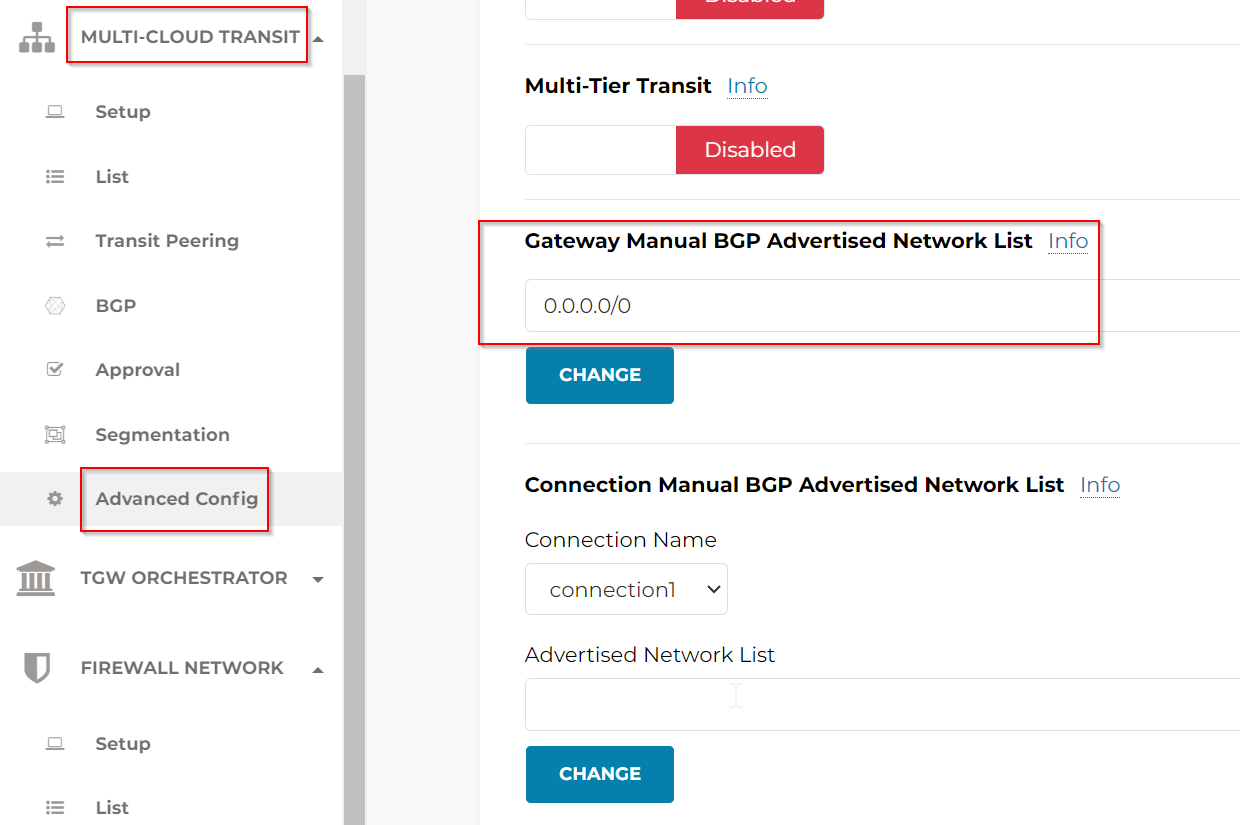 MULTI-CLOUD TRANSIT
Setup
List
Transit Peering
BGP
Approval
Segmentation
Advanced Config
TGW ORCHESTRATOR
FIREWALL NETWORK
Setup
List
Disabled
Multi-Tier Transit Info
Disabled
Gateway Manual BGP Advertised Network List Info
0.0.0.0/0
CHANGE
Connection Manual BGP Advertised Network List Info
Connection Name
connection1
Advertised Network List
CHANGE